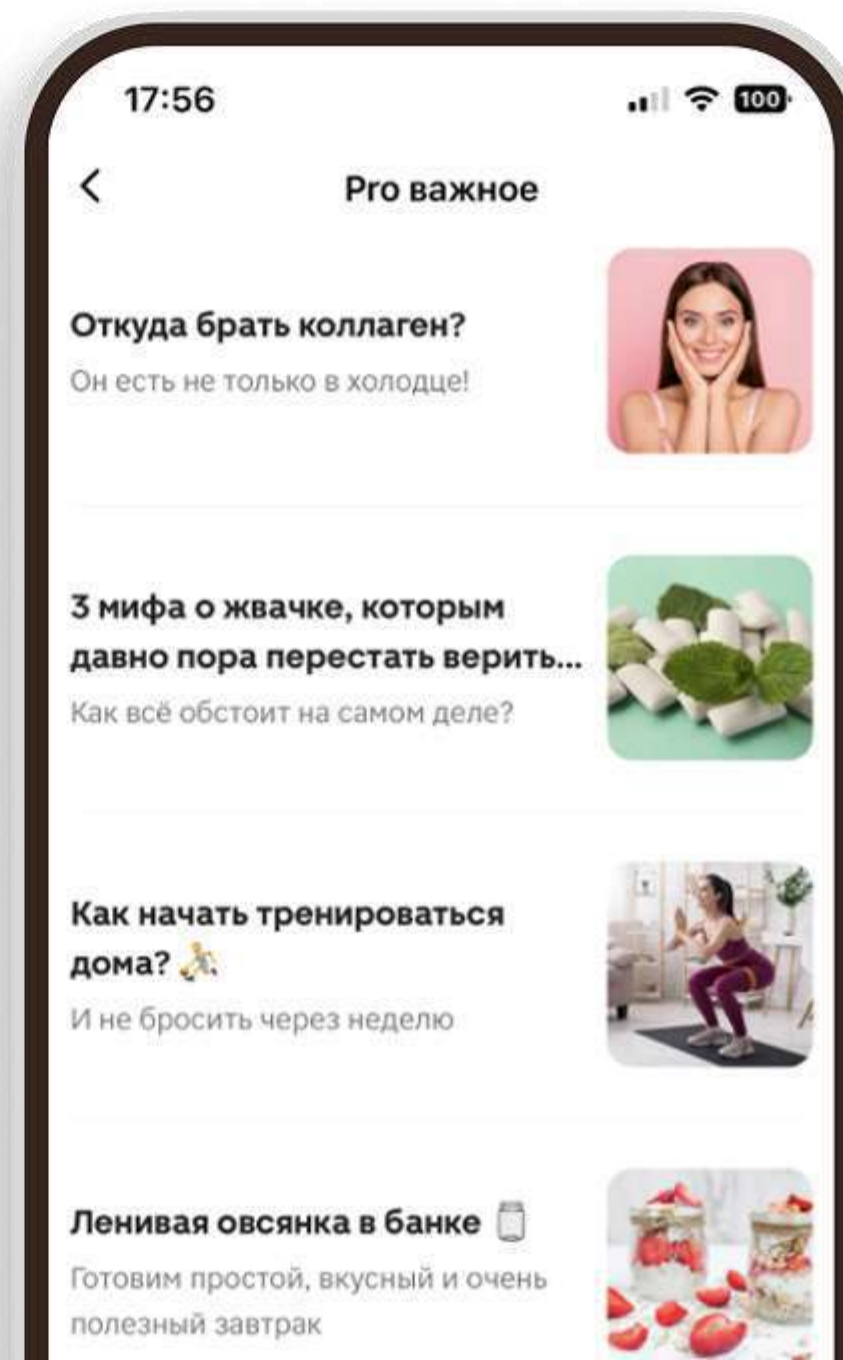 17:56
100
Pro важное
Откуда брать коллаген?
Он есть не только в холодце!
3 мифа о жвачке, которым
давно пора перестать верить...
Как всё обстоит на самом деле?
Как начать тренироваться
дома?
И не бросить через неделю
Ленивая овсянка в банке
Готовим простой, вкусный и очень
полезный завтрак